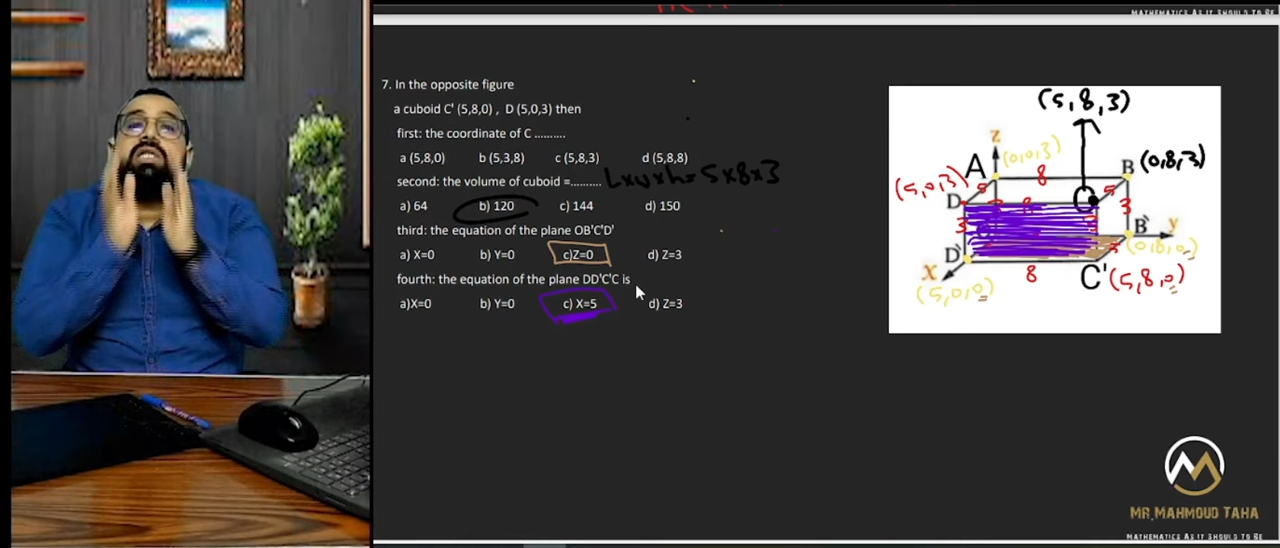 MATHEMATICS AS IT SHOULD TO BE
7. In the opposite figure
a cuboid C' (5,8,0) , D (5,0,3) then
first: the coordinate of C ..........
a (5,8,0) b (5,3,8) c (5,8,3) d (5,8,8)
second: the volume of cuboid =......... L×w×h= 5×8×3
a) 64 b) 120 c) 144 d) 150
third: the equation of the plane OB'C'D'
a) X=0 b) Y=0 c)Z=0 d) Z=3
fourth: the equation of the plane DD'C'C is
a)X=0 b) Y=0 c) X=5 d) Z=3
(5,8,3)
z
A (0,0,3) 8 B (0,8,3)
(5,0,3) 5 5
D C
3 3
B` y
(0,8,0)
D`
X 8 C' (5,8,0)
(5,0,0)
MR,MAHMOUD TAHA
MATHEMATICS AS IT SHOULD TO BE